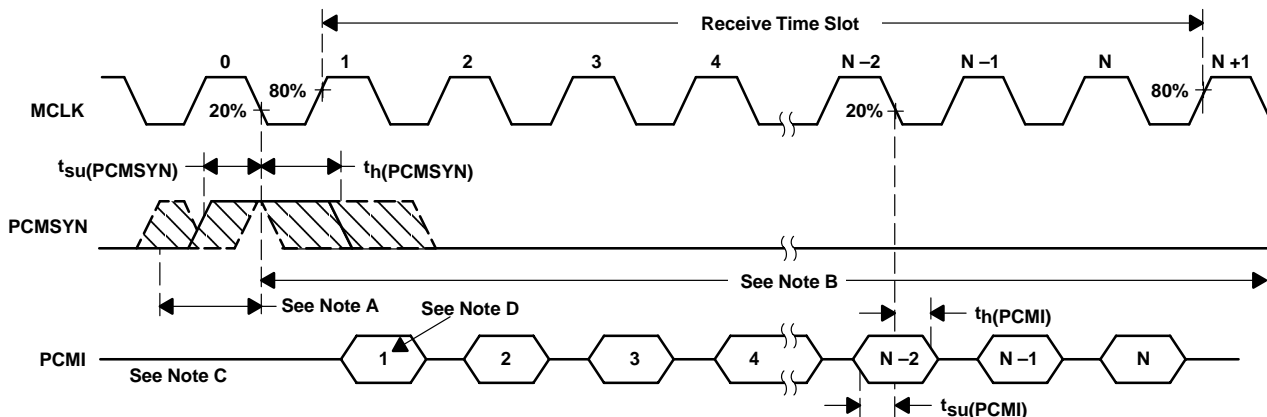 Receive Time Slot
0 1 2 3 4 N –2 N –1 N N +1
80% 80%
MCLK 20% 20%
tsu(PCMSYN) th(PCMSYN)
PCMSYN
See Note B
See Note A
See Note D
th(PCMI)
PCMI 1 2 3 4 N –2 N –1 N
See Note C
tsu(PCMI)